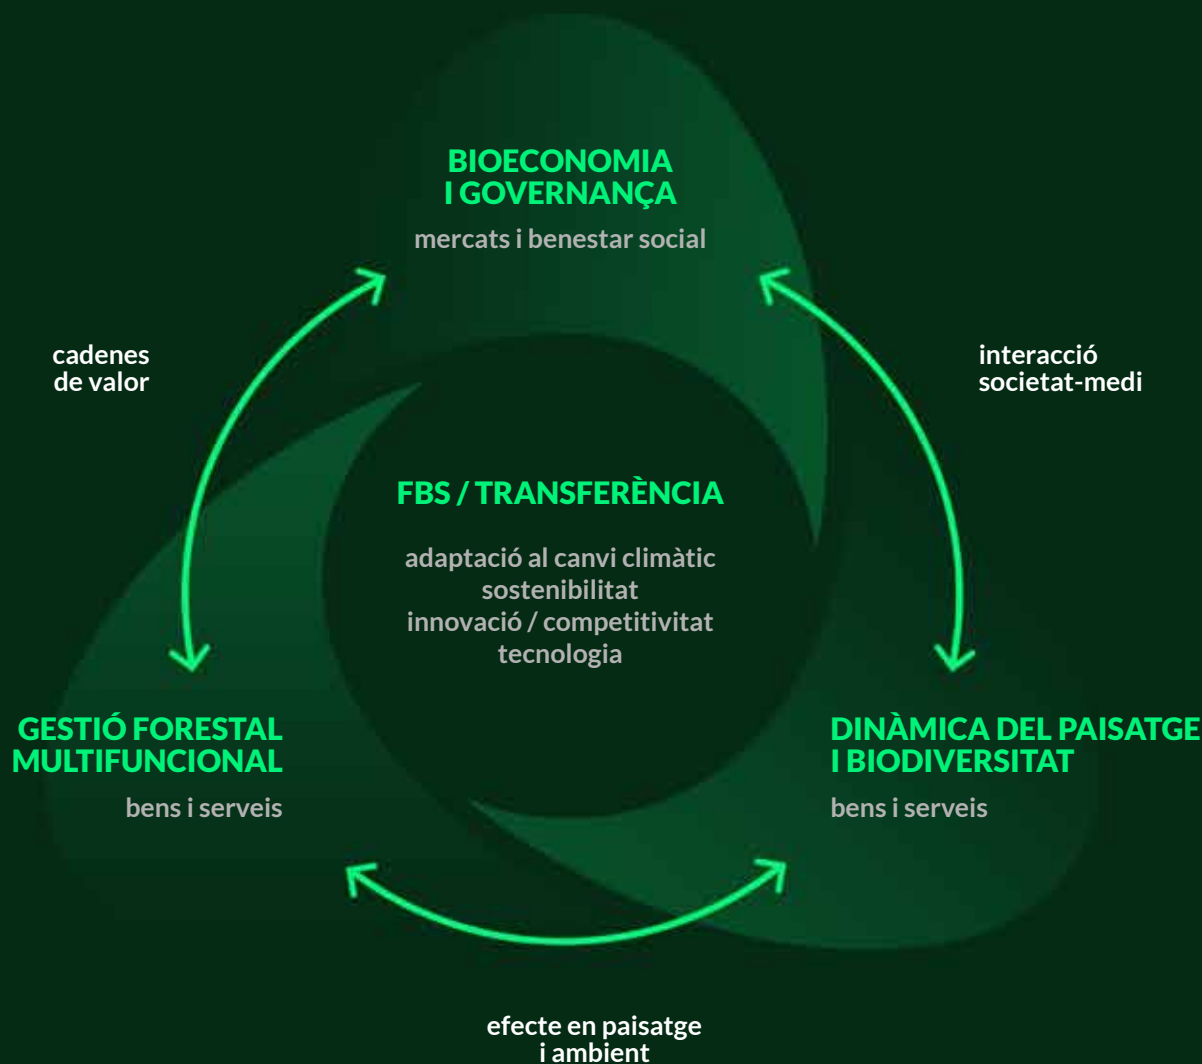 BIOECONOMIA
I GOVERNANÇA
mercats i benestar social
cadenes
de valor
interacció
societat-medi
FBS / TRANSFERÈNCIA
adaptació al canvi climàtic
sostenibilitat
innovació / competitivitat
tecnologia
GESTIÓ FORESTAL
MULTIFUNCIONAL
bens i serveis
DINÀMICA DEL PAISATGE
I BIODIVERSITAT
bens i serveis
efecte en paisatge
i ambient